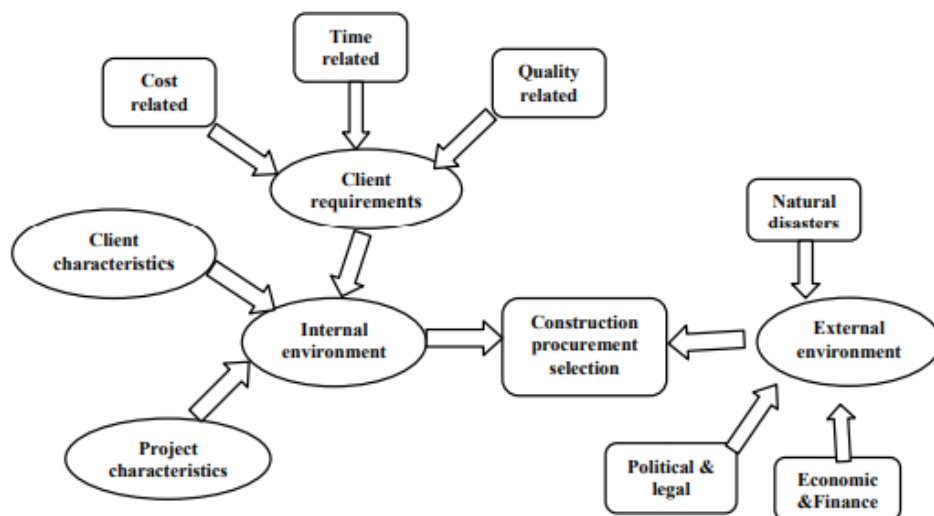 Time
related
Cost
related
Quality
related
Client
requirements
Natural
disasters
Client
characteristics
Internal
environment
Construction
procurement
selection
External
environment
Project
characteristics
Political &
legal
Economic
&Finance